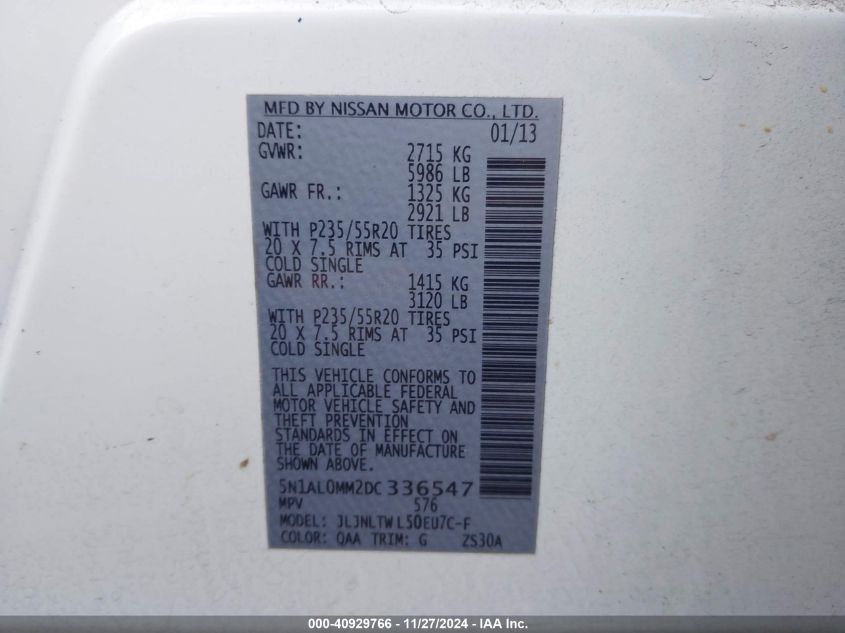 MFD BY NISSAN MOTOR CO., LTD.
DATE: 01/13
GVWR: 2715 KG
5986 LB
GAWR FR.: 1325 KG
2921 LB
WITH P235/55R20 TIRES
20 X 7.5 RIMS AT 35 PSI
COLD SINGLE
GAWR RR.: 1415 KG
3120 LB
WITH P235/55R20 TIRES
20 X 7.5 RIMS AT 35 PSI
COLD SINGLE
THIS VEHICLE CONFORMS TO
ALL APPLICABLE FEDERAL
MOTOR VEHICLE SAFETY AND
THEFT PREVENTION
STANDARDS IN EFFECT ON
THE DATE OF MANUFACTURE
SHOWN ABOVE.
5N1AL0MM2DC 336547
MPV 576
MODEL: JLJNLTW L50EU7C-F
COLOR: QAA TRIM: G ZS30A
000-40929766 - 11/27/2024 - IAA Inc.